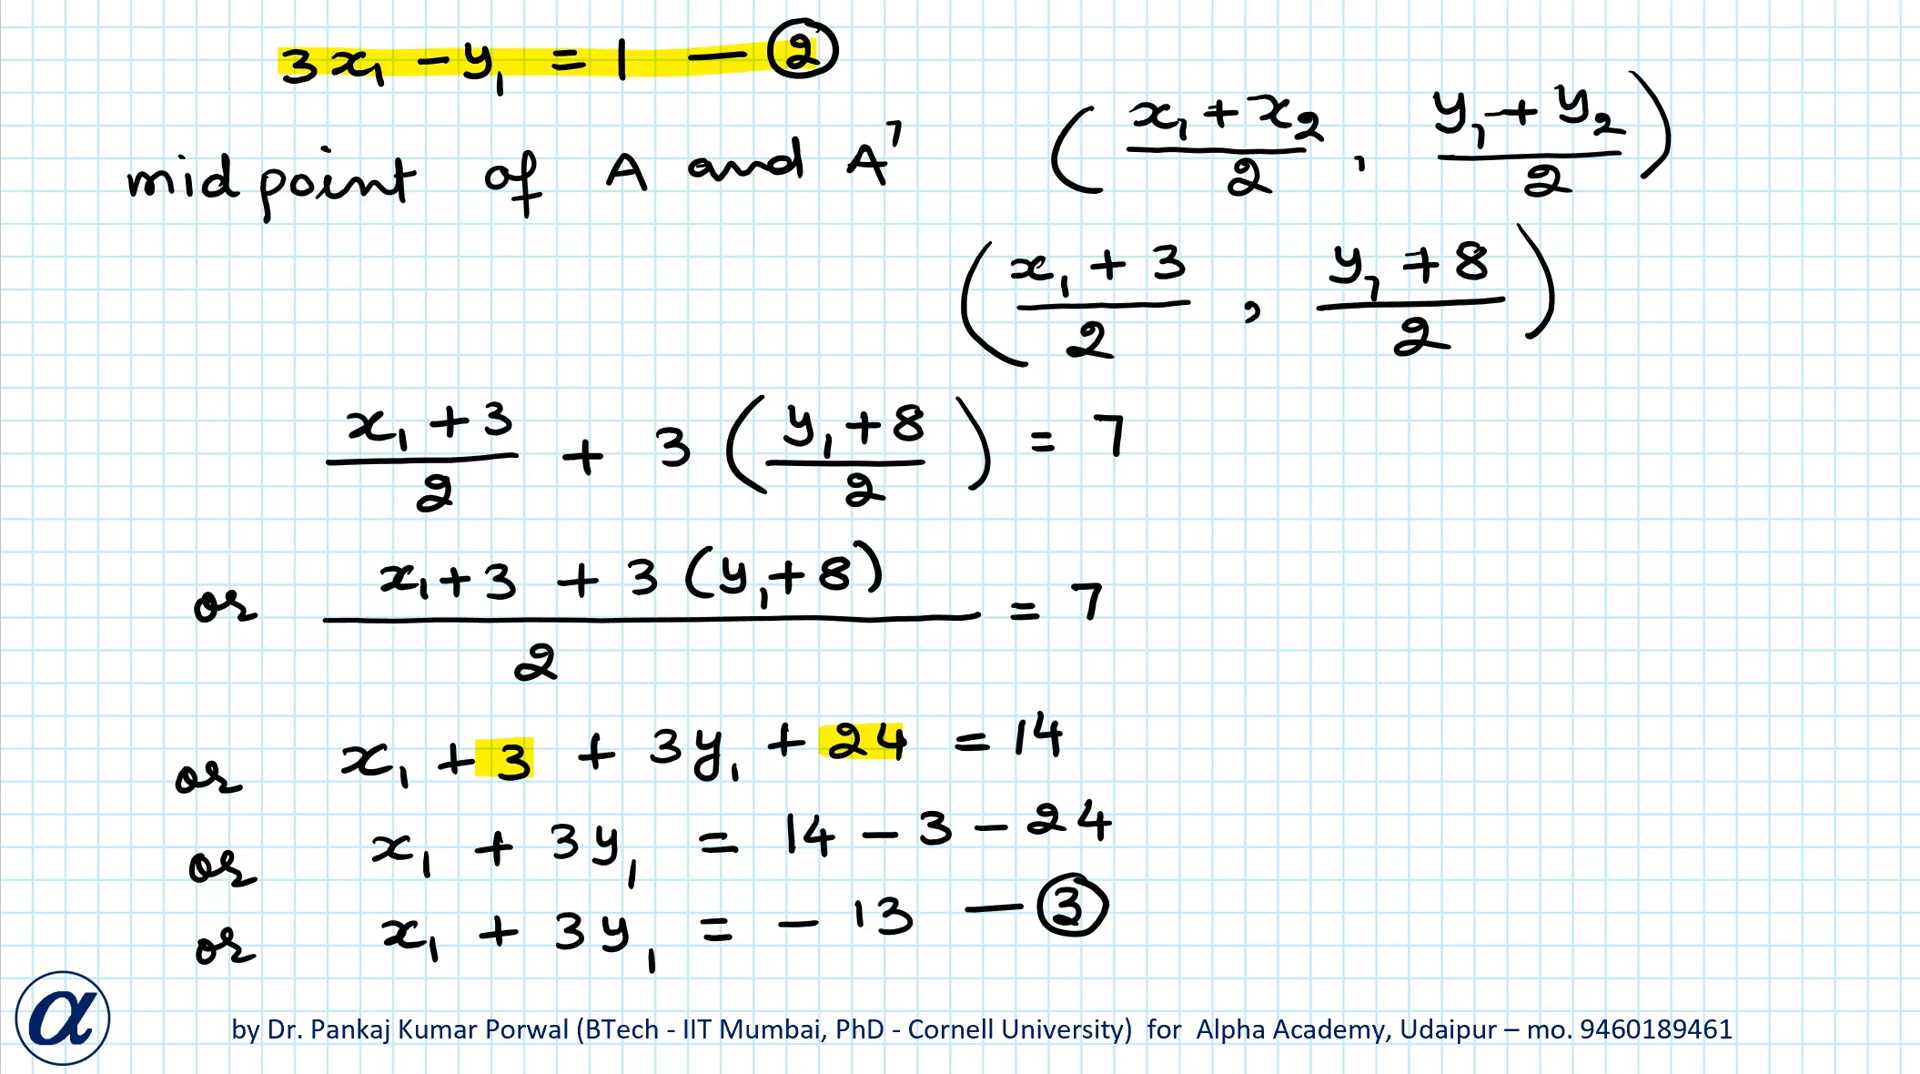 3x₁ - y₁ = 1 — ②
midpoint of A and A' ( (x₁ + x₂)/2 , (y₁ + y₂)/2 )
( (x₁ + 3)/2 , (y₁ + 8)/2 )
(x₁ + 3)/2 + 3 ( (y₁ + 8)/2 ) = 7
or (x₁ + 3 + 3 (y₁ + 8))/2 = 7
or x₁ + 3 + 3y₁ + 24 = 14
or x₁ + 3y₁ = 14 - 3 - 24
or x₁ + 3y₁ = - 13 — ③
α by Dr. Pankaj Kumar Porwal (BTech - IIT Mumbai, PhD - Cornell University) for Alpha Academy, Udaipur – mo. 9460189461